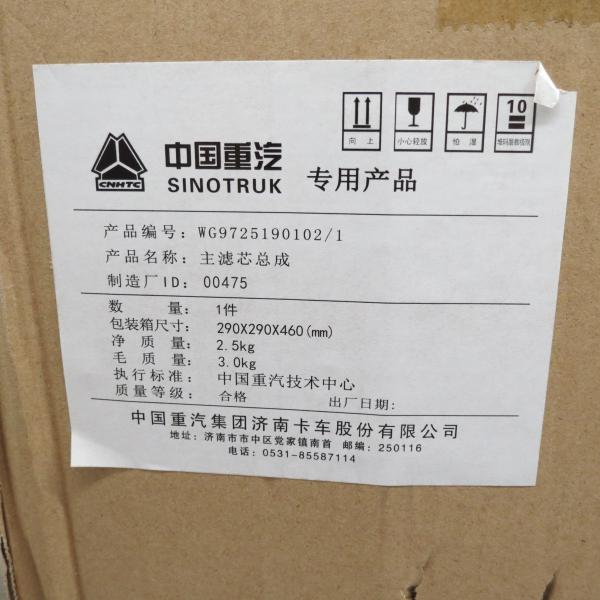 10
向上
小心轻放
怕湿
堆码层数极限
CNHTC
中国重汽
SINOTRUK
专用产品
产品编号: WG9725190102/1
产品名称: 主滤芯总成
制造厂ID: 00475
数量: 1件
包装箱尺寸: 290X290X460(mm)
净质量: 2.5kg
毛质量: 3.0kg
执行标准: 中国重汽技术中心
质量等级: 合格 出厂日期:
中国重汽集团济南卡车股份有限公司
地址: 济南市市中区党家镇南首 邮编: 250116
电话: 0531-85587114